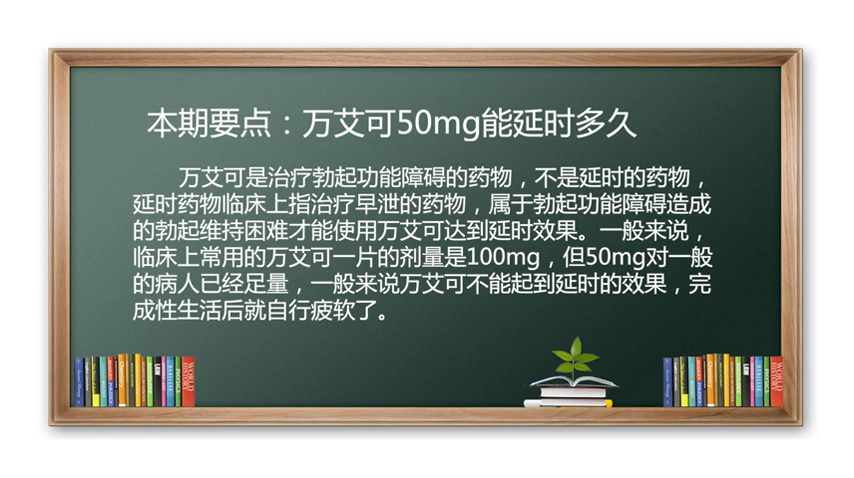 本期要点：万艾可50mg能延时多久
万艾可是治疗勃起功能障碍的药物，不是延时的药物，
延时药物临床上指治疗早泄的药物，属于勃起功能障碍造成
的勃起维持困难才能使用万艾可达到延时效果。一般来说，
临床上常用的万艾可一片的剂量是100mg，但50mg对一般
的病人已经足量，一般来说万艾可不能起到延时的效果，完
成性生活后就自行疲软了。
WORLD HISTORY
WORLD HISTORY